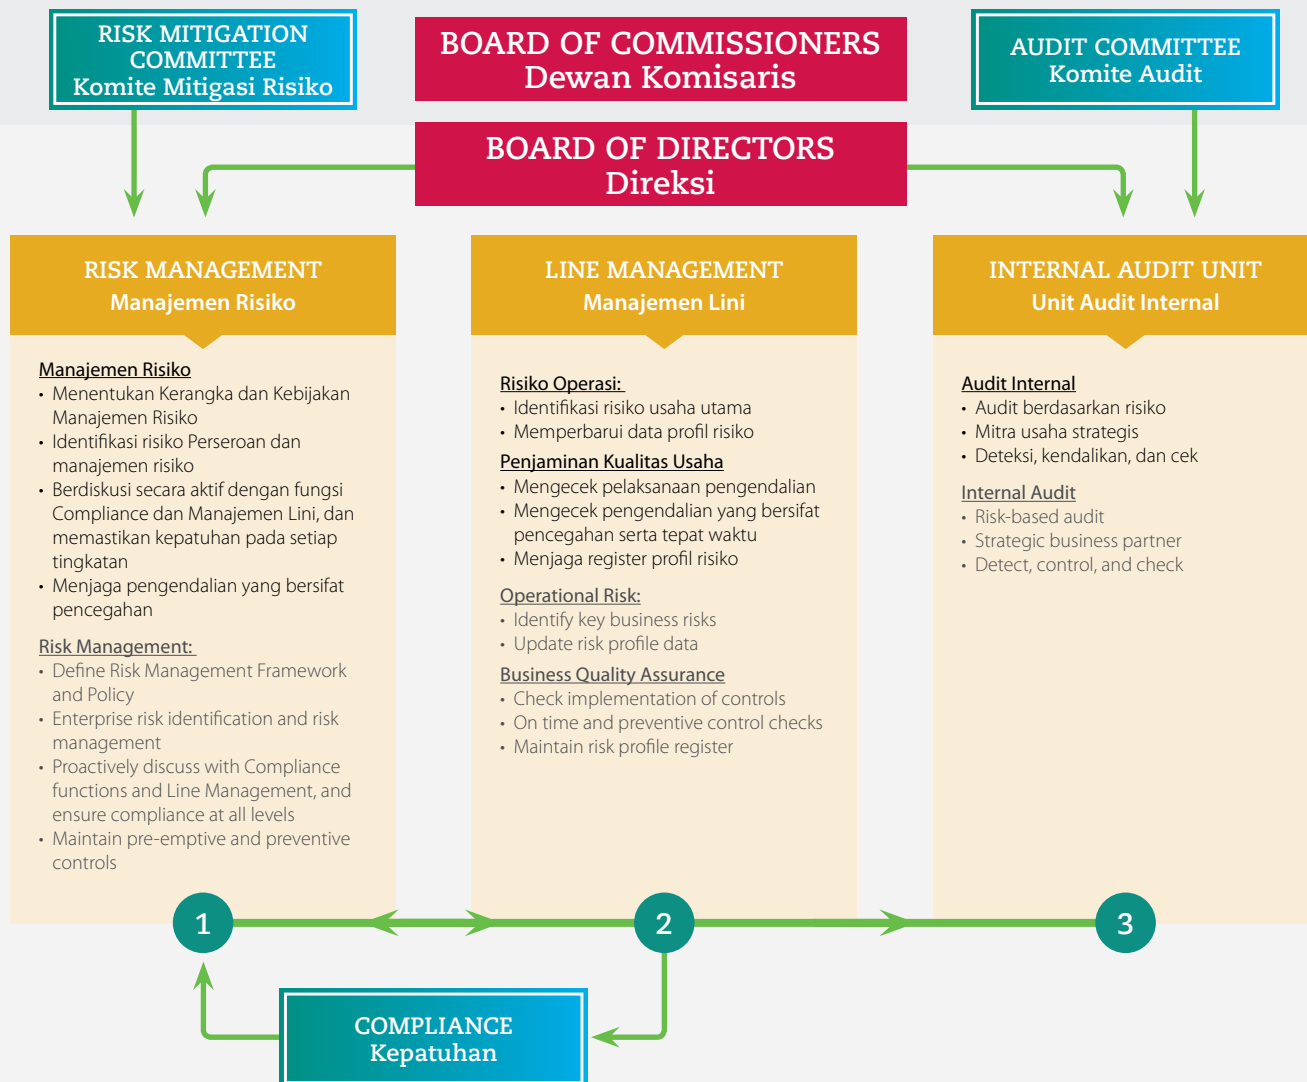 RISK MITIGATION
COMMITTEE
Komite Mitigasi Risiko
BOARD OF COMMISSIONERS
Dewan Komisaris
AUDIT COMMITTEE
Komite Audit
BOARD OF DIRECTORS
Direksi
RISK MANAGEMENT
Manajemen Risiko
Manajemen Risiko
• Menentukan Kerangka dan Kebijakan
Manajemen Risiko
• Identifikasi risiko Perseroan dan
manajemen risiko
• Berdiskusi secara aktif dengan fungsi
Compliance dan Manajemen Lini, dan
memastikan kepatuhan pada setiap
tingkatan
• Menjaga pengendalian yang bersifat
pencegahan
Risk Management:
• Define Risk Management Framework
and Policy
• Enterprise risk identification and risk
management
• Proactively discuss with Compliance
functions and Line Management, and
ensure compliance at all levels
• Maintain pre-emptive and preventive
controls
LINE MANAGEMENT
Manajemen Lini
Risiko Operasi:
• Identifikasi risiko usaha utama
• Memperbarui data profil risiko
Penjaminan Kualitas Usaha
• Mengecek pelaksanaan pengendalian
• Mengecek pengendalian yang bersifat
pencegahan serta tepat waktu
• Menjaga register profil risiko
Operational Risk:
• Identify key business risks
• Update risk profile data
Business Quality Assurance
• Check implementation of controls
• On time and preventive control checks
• Maintain risk profile register
INTERNAL AUDIT UNIT
Unit Audit Internal
Audit Internal
• Audit berdasarkan risiko
• Mitra usaha strategis
• Deteksi, kendalikan, dan cek
Internal Audit
• Risk-based audit
• Strategic business partner
• Detect, control, and check
1
2
3
COMPLIANCE
Kepatuhan